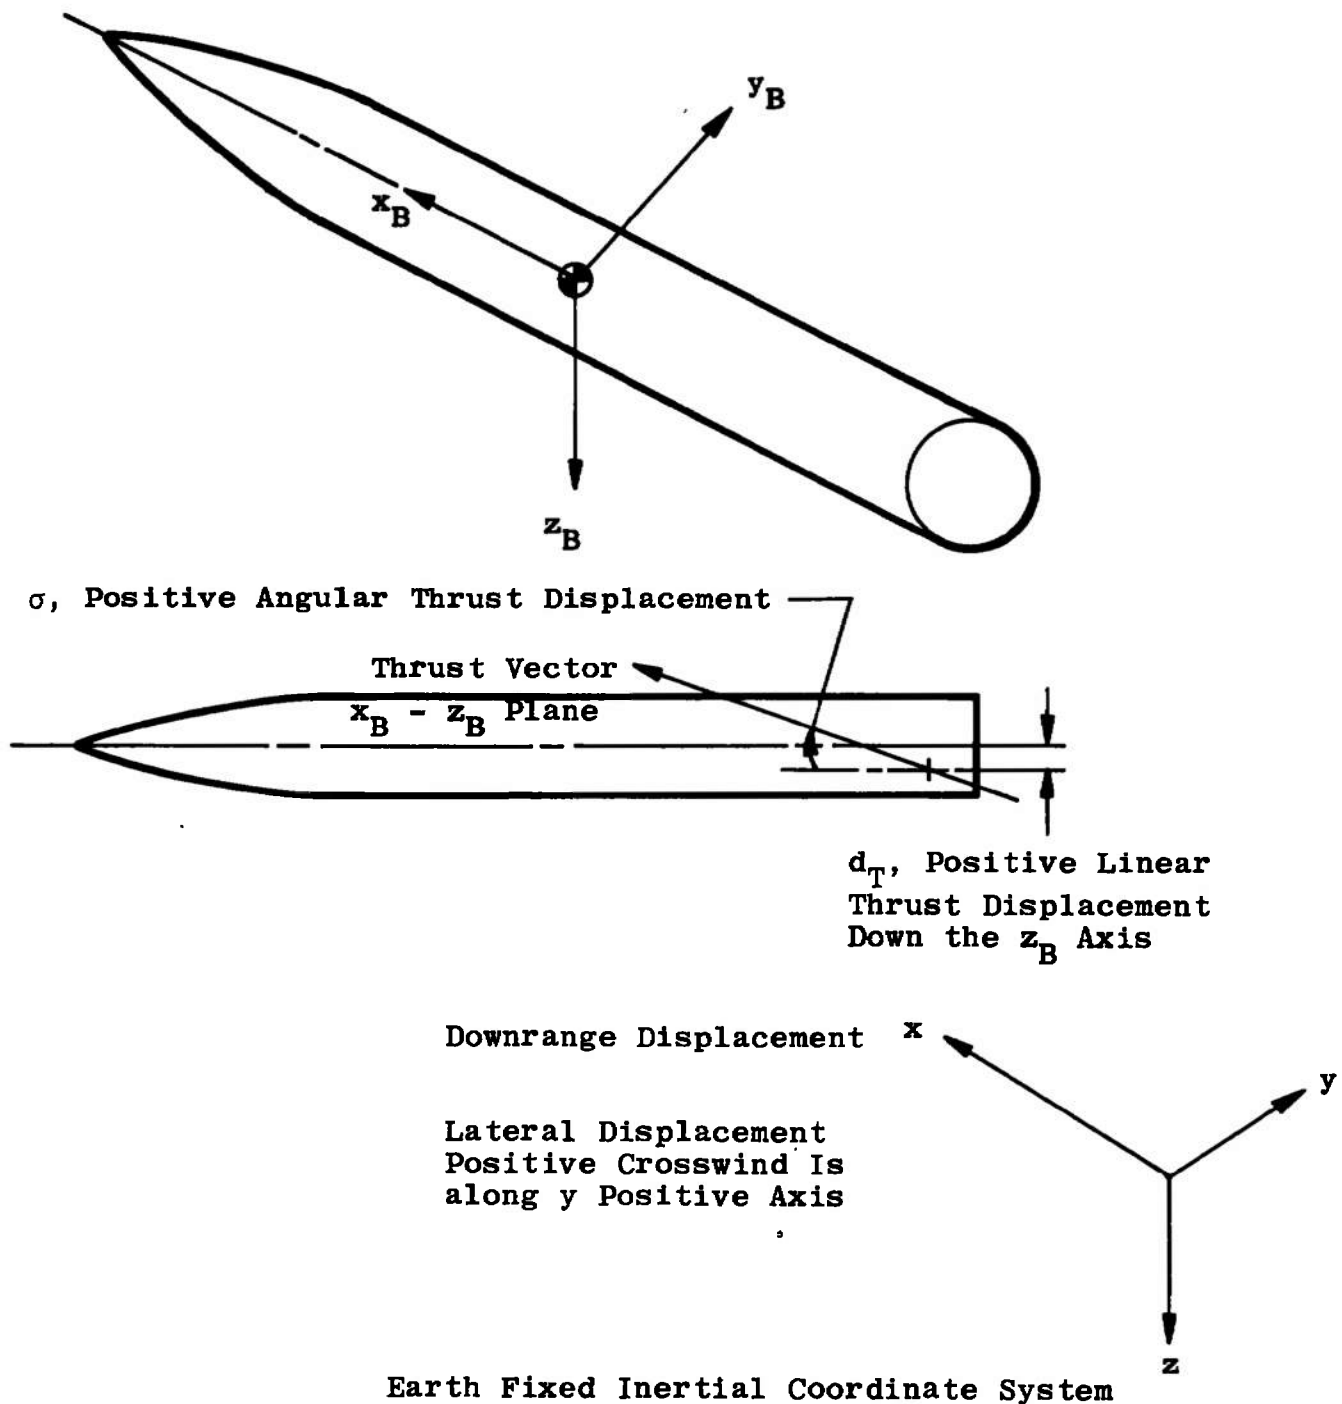 y_B
x_B
z_B
σ, Positive Angular Thrust Displacement
Thrust Vector
x_B - z_B Plane
d_T, Positive Linear
Thrust Displacement
Down the z_B Axis
Downrange Displacement
x
y
Lateral Displacement
Positive Crosswind Is
along y Positive Axis
z
Earth Fixed Inertial Coordinate System